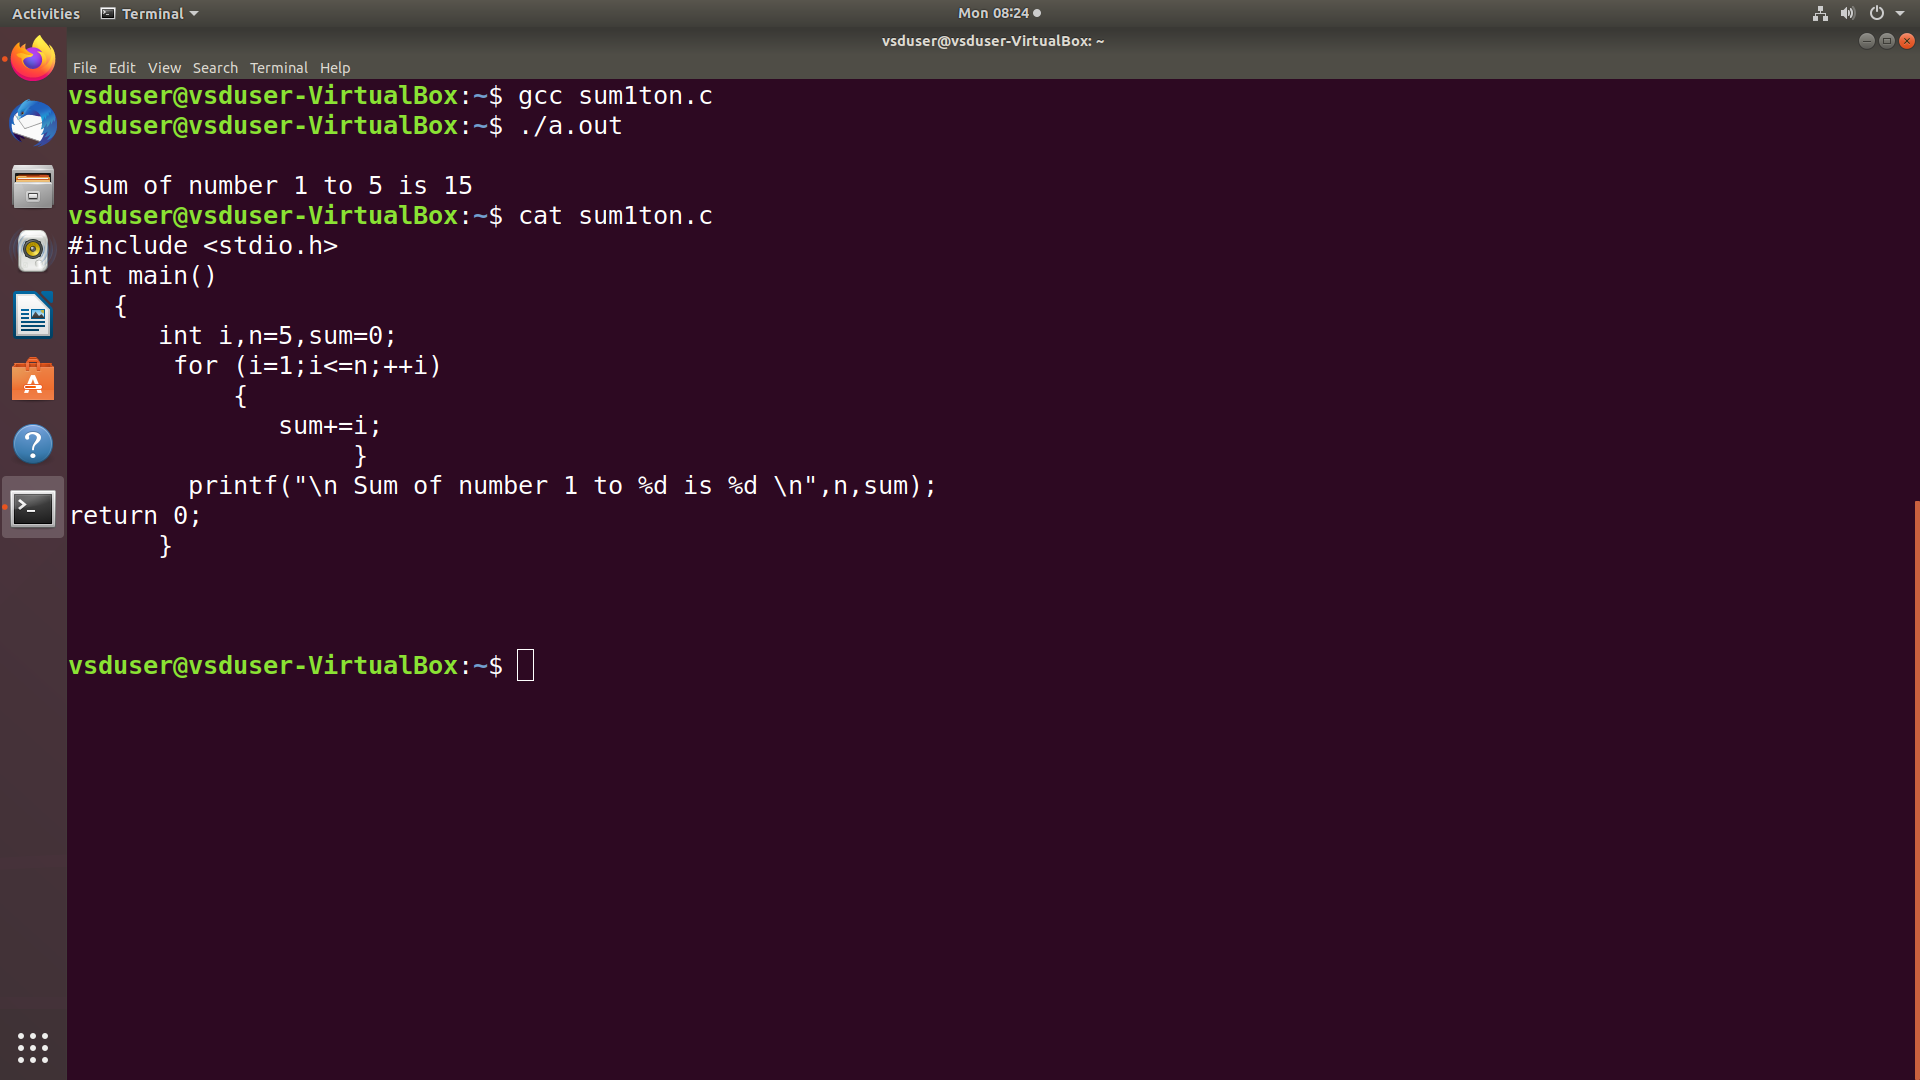 Activities Terminal Mon 08:24
vsduser@vsduser-VirtualBox: ~
File Edit View Search Terminal Help
vsduser@vsduser-VirtualBox:~$ gcc sum1ton.c
vsduser@vsduser-VirtualBox:~$ ./a.out

 Sum of number 1 to 5 is 15
vsduser@vsduser-VirtualBox:~$ cat sum1ton.c
#include <stdio.h>
int main()
   {
      int i,n=5,sum=0;
       for (i=1;i<=n;++i)
           {
              sum+=i;
                   }
        printf("\n Sum of number 1 to %d is %d \n",n,sum);
return 0;
      }

vsduser@vsduser-VirtualBox:~$